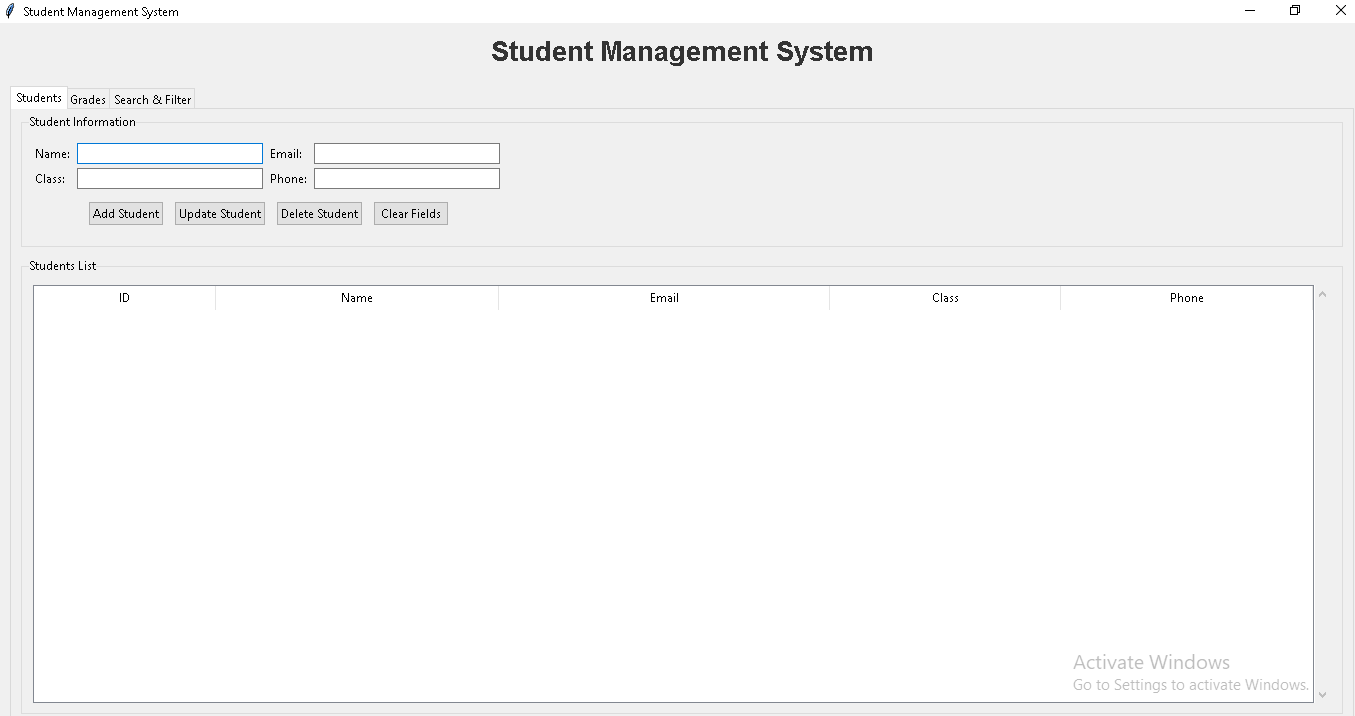 Student Management System
Student Management System
Students Grades Search & Filter
Student Information
Name: Email:
Class: Phone:
Add Student Update Student Delete Student Clear Fields
Students List
ID Name Email Class Phone
Activate Windows
Go to Settings to activate Windows.